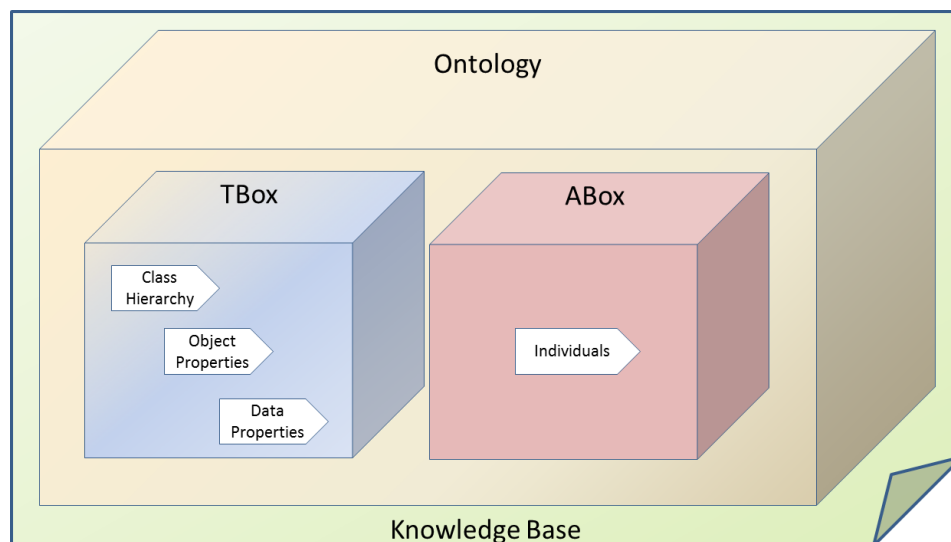 Ontology
TBox
Class
Hierarchy
Object
Properties
Data
Properties
ABox
Individuals
Knowledge Base